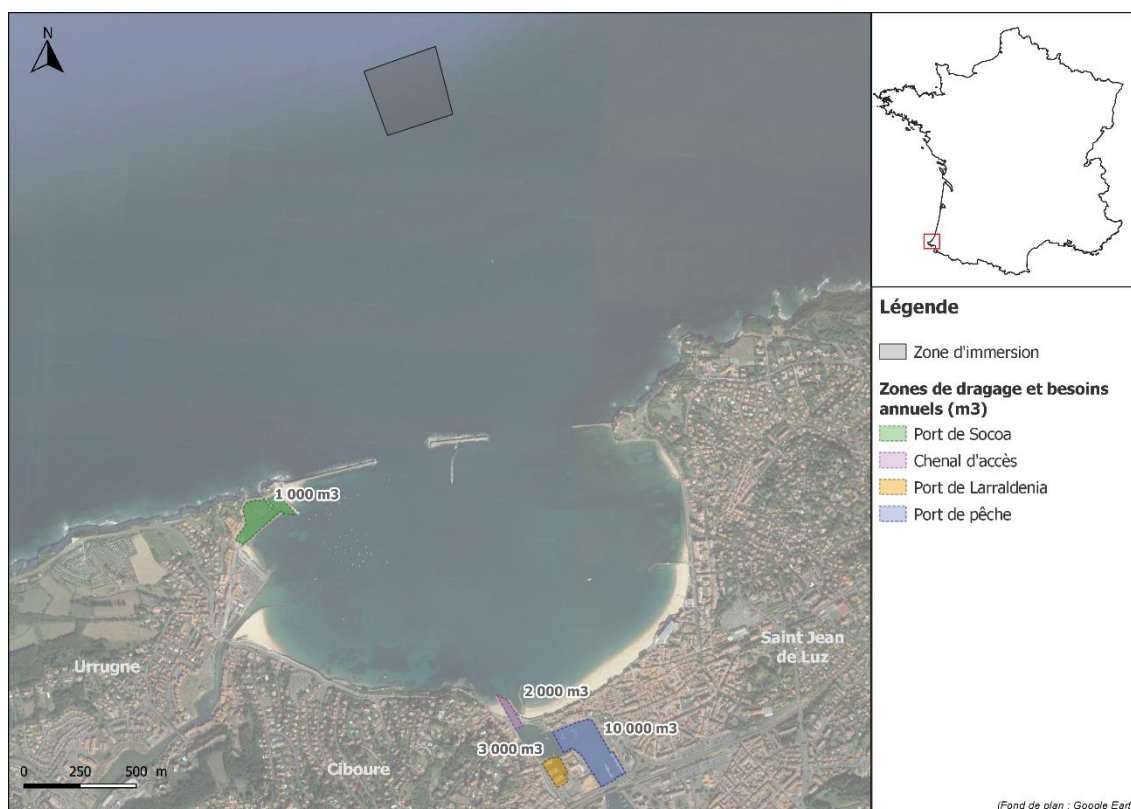 N
1 000 m3
Urrugne
Saint Jean
de Luz
2 000 m3
10 000 m3
3 000 m3
Ciboure
0 250 500 m
Légende
Zone d'immersion
Zones de dragage et besoins
annuels (m3)
Port de Socoa
Chenal d'accès
Port de Larraldenia
Port de pêche
(Fond de plan : Google Ear